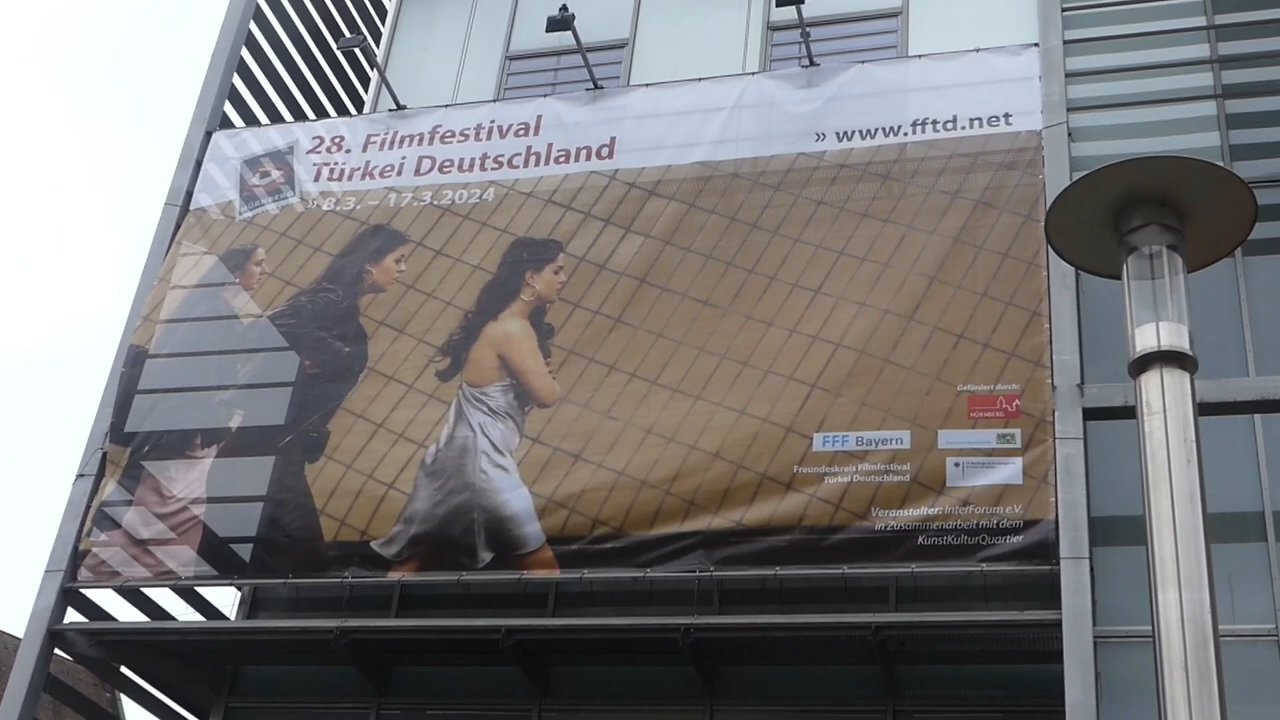 28. Filmfestival
Türkei Deutschland
» 8.3. – 17.3.2024
» www.fftd.net
NÜRNBERG
Gefördert durch:
NÜRNBERG
FFF Bayern
Freundeskreis Filmfestival
Türkei Deutschland
Veranstalter: InterForum e.V.
in Zusammenarbeit mit dem
KunstKulturQuartier